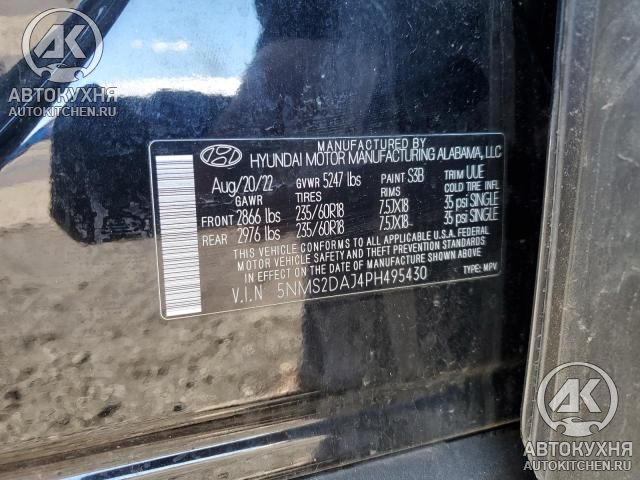 АК
АВТОКУХНЯ
AUTOKITCHEN.RU
MANUFACTURED BY
HYUNDAI MOTOR MANUFACTURING ALABAMA, LLC
Aug/20/22 GVWR 5247 lbs PAINT S3B TRIM UUE
GAWR TIRES RIMS COLD TIRE INFL
FRONT 2866 lbs 235/60R18 7.5JX18 35 psi SINGLE
REAR 2976 lbs 235/60R18 7.5JX18 35 psi SINGLE
THIS VEHICLE CONFORMS TO ALL APPLICABLE U.S.A. FEDERAL
MOTOR VEHICLE SAFETY AND THEFT PREVENTION STANDARDS
IN EFFECT ON THE DATE OF MANUFACTURE SHOWN ABOVE.
V.I.N 5NMS2DAJ4PH495430 TYPE: MPV
АК
АВТОКУХНЯ
AUTOKITCHEN.RU